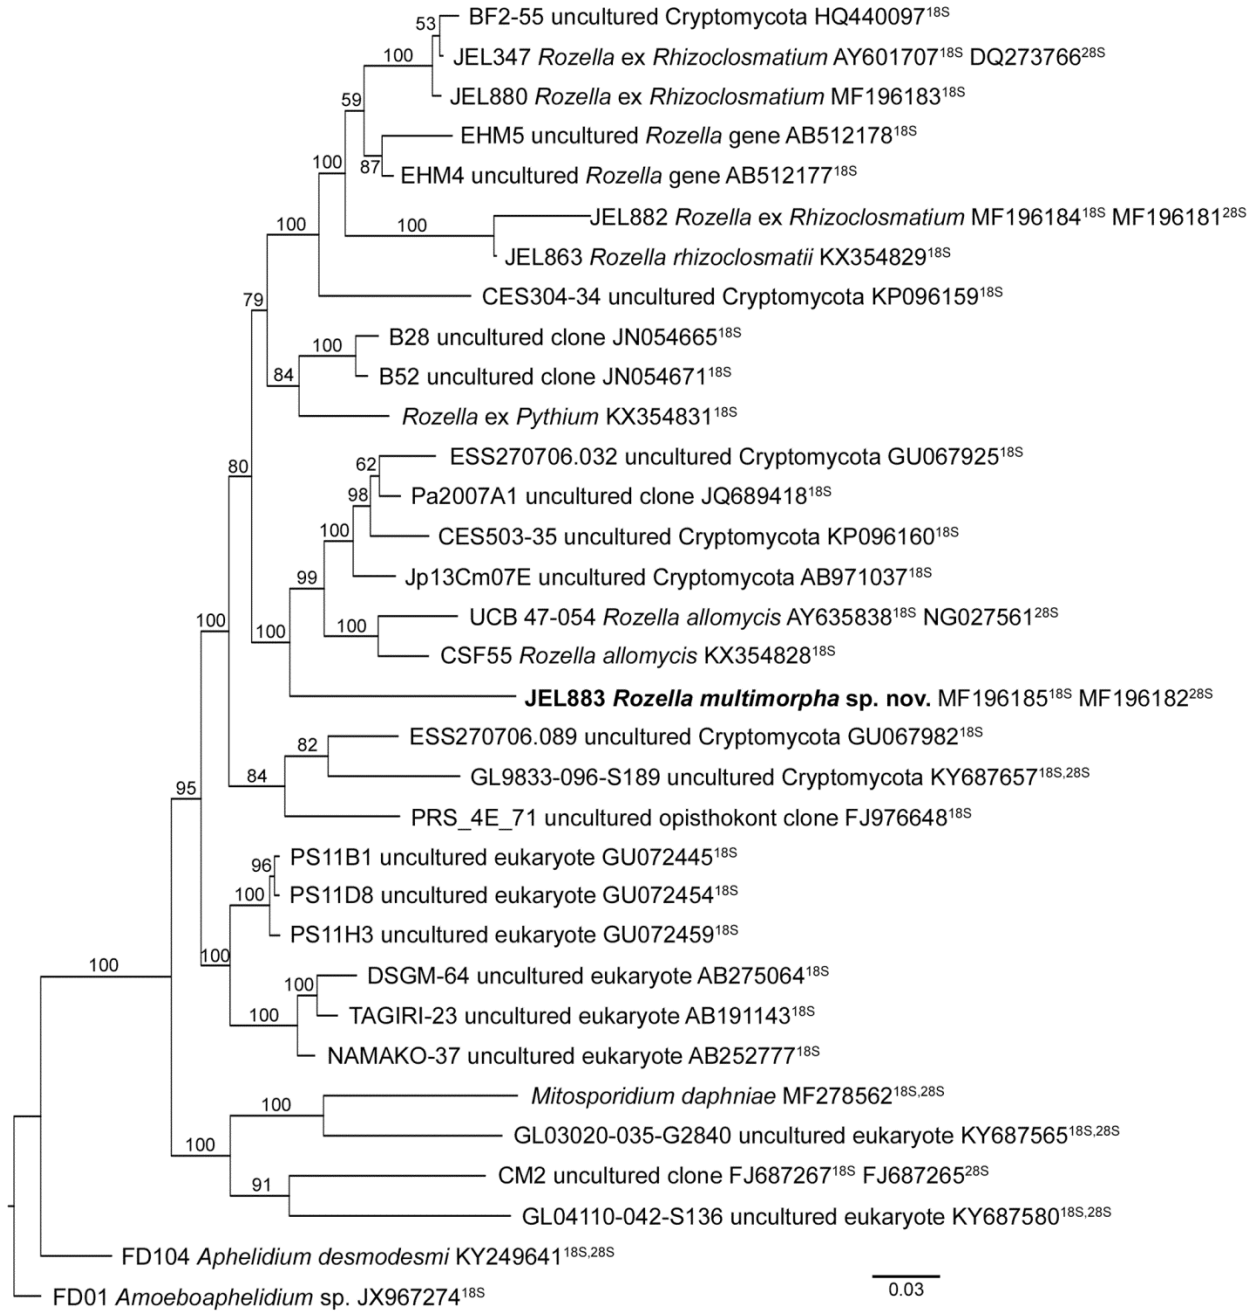 53
BF2-55 uncultured Cryptomycota HQ44009718S
100
JEL347 Rozella ex Rhizoclosmatium AY60170718S DQ27376628S
JEL880 Rozella ex Rhizoclosmatium MF19618318S
59
EHM5 uncultured Rozella gene AB51217818S
100
87
EHM4 uncultured Rozella gene AB51217718S
JEL882 Rozella ex Rhizoclosmatium MF19618418S MF19618128S
100
100
JEL863 Rozella rhizoclosmatii KX35482918S
79
CES304-34 uncultured Cryptomycota KP09615918S
B28 uncultured clone JN05466518S
100
84
B52 uncultured clone JN05467118S
Rozella ex Pythium KX35483118S
80
62
ESS270706.032 uncultured Cryptomycota GU06792518S
98
Pa2007A1 uncultured clone JQ68941818S
100
CES503-35 uncultured Cryptomycota KP09616018S
99
Jp13Cm07E uncultured Cryptomycota AB97103718S
100
100
100
UCB 47-054 Rozella allomycis AY63583818S NG02756128S
CSF55 Rozella allomycis KX35482818S
JEL883 Rozella multimorpha sp. nov. MF19618518S MF19618228S
82
ESS270706.089 uncultured Cryptomycota GU06798218S
95
84
GL9833-096-S189 uncultured Cryptomycota KY68765718S,28S
PRS_4E_71 uncultured opisthokont clone FJ97664818S
96
PS11B1 uncultured eukaryote GU07244518S
100
PS11D8 uncultured eukaryote GU07245418S
PS11H3 uncultured eukaryote GU07245918S
100
100
100
DSGM-64 uncultured eukaryote AB27506418S
100
TAGIRI-23 uncultured eukaryote AB19114318S
NAMAKO-37 uncultured eukaryote AB25277718S
100
Mitosporidium daphniae MF27856218S,28S
100
GL03020-035-G2840 uncultured eukaryote KY68756518S,28S
91
CM2 uncultured clone FJ68726718S FJ68726528S
GL04110-042-S136 uncultured eukaryote KY68758018S,28S
FD104 Aphelidium desmodesmi KY24964118S,28S
FD01 Amoeboaphelidium sp. JX96727418S
0.03